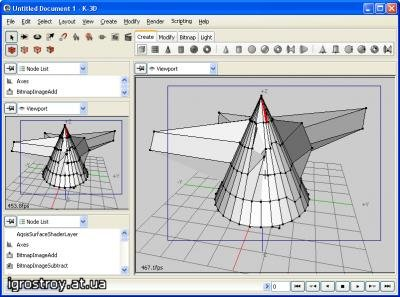 Untitled Document 1 - K-3D
File Edit Select Layout View Create Modify Render Scripting Help
Create Modify Bitmap Light
Node List
Viewport
Axes
BitmapImageAdd
Viewport
+Z
-Y
+Y
453.8fps
Node List
AqsisSurfaceShaderLayer
Axes
BitmapImageAdd
BitmapImageSubtract
+Z
-Y
+Y
467.1fps
0
igrostroy.at.ua